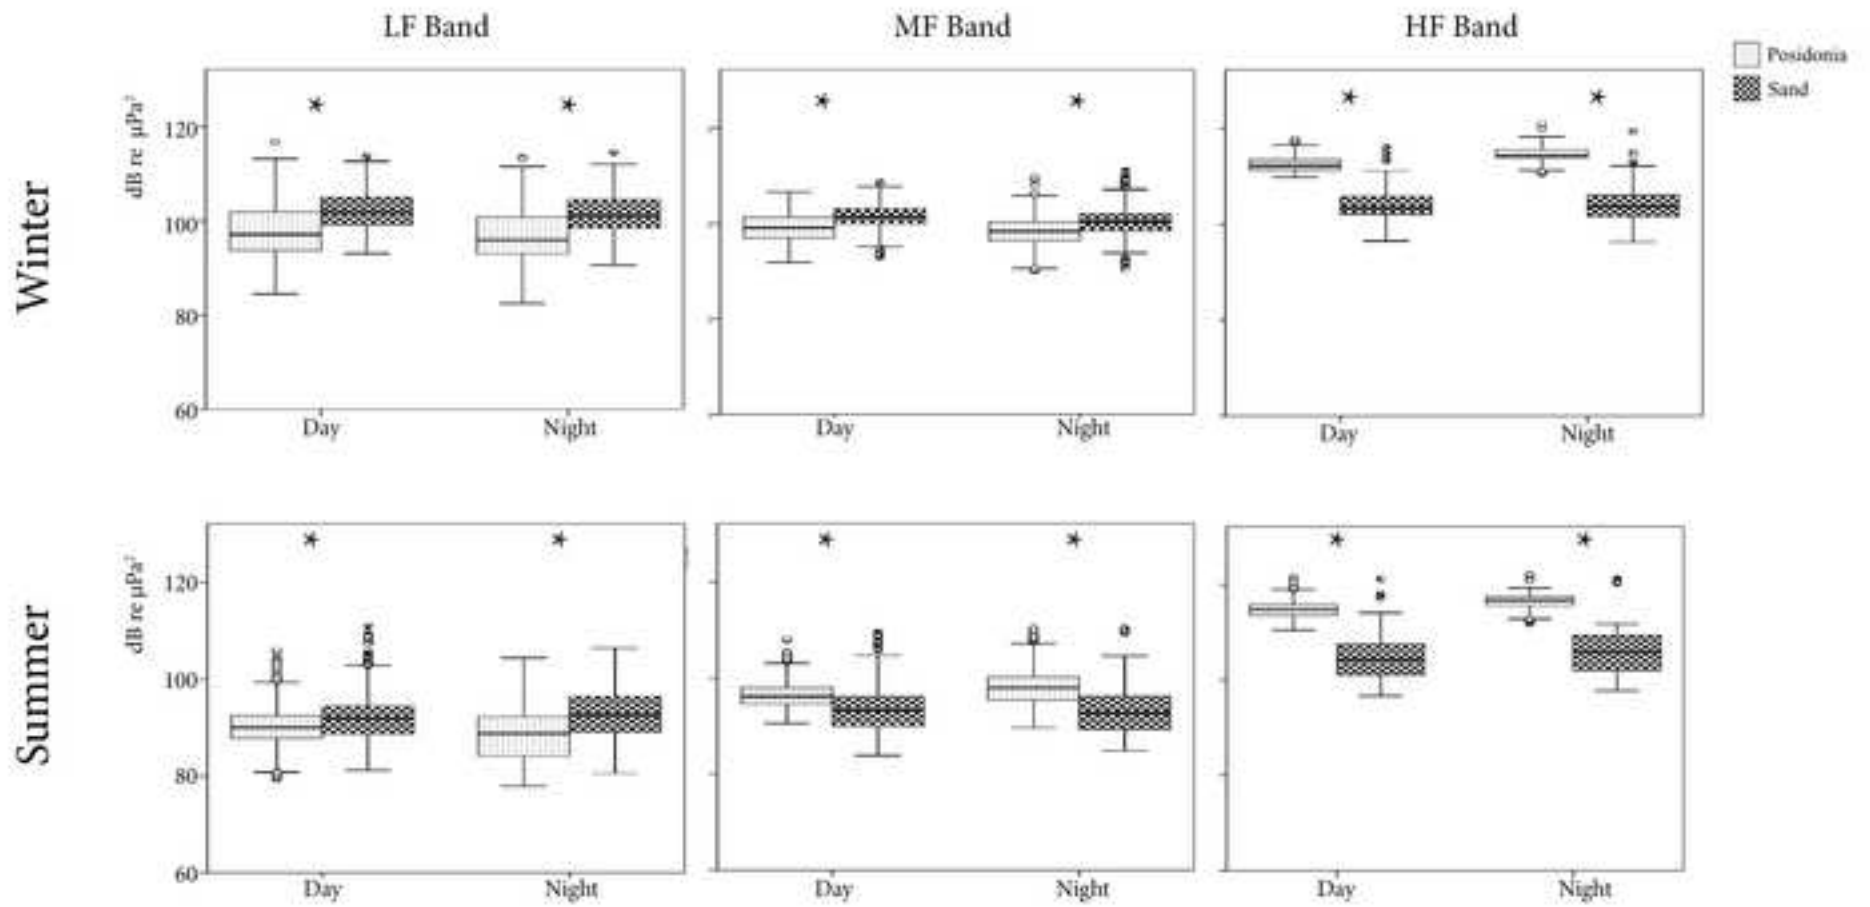 LF Band
MF Band
HF Band
Posidonia
Sand
Winter
dB re μPa²
120
100
80
60
*
*
*
*
*
*
Day
Night
Day
Night
Day
Night
Summer
dB re μPa²
120
100
80
60
*
*
*
*
*
*
Day
Night
Day
Night
Day
Night